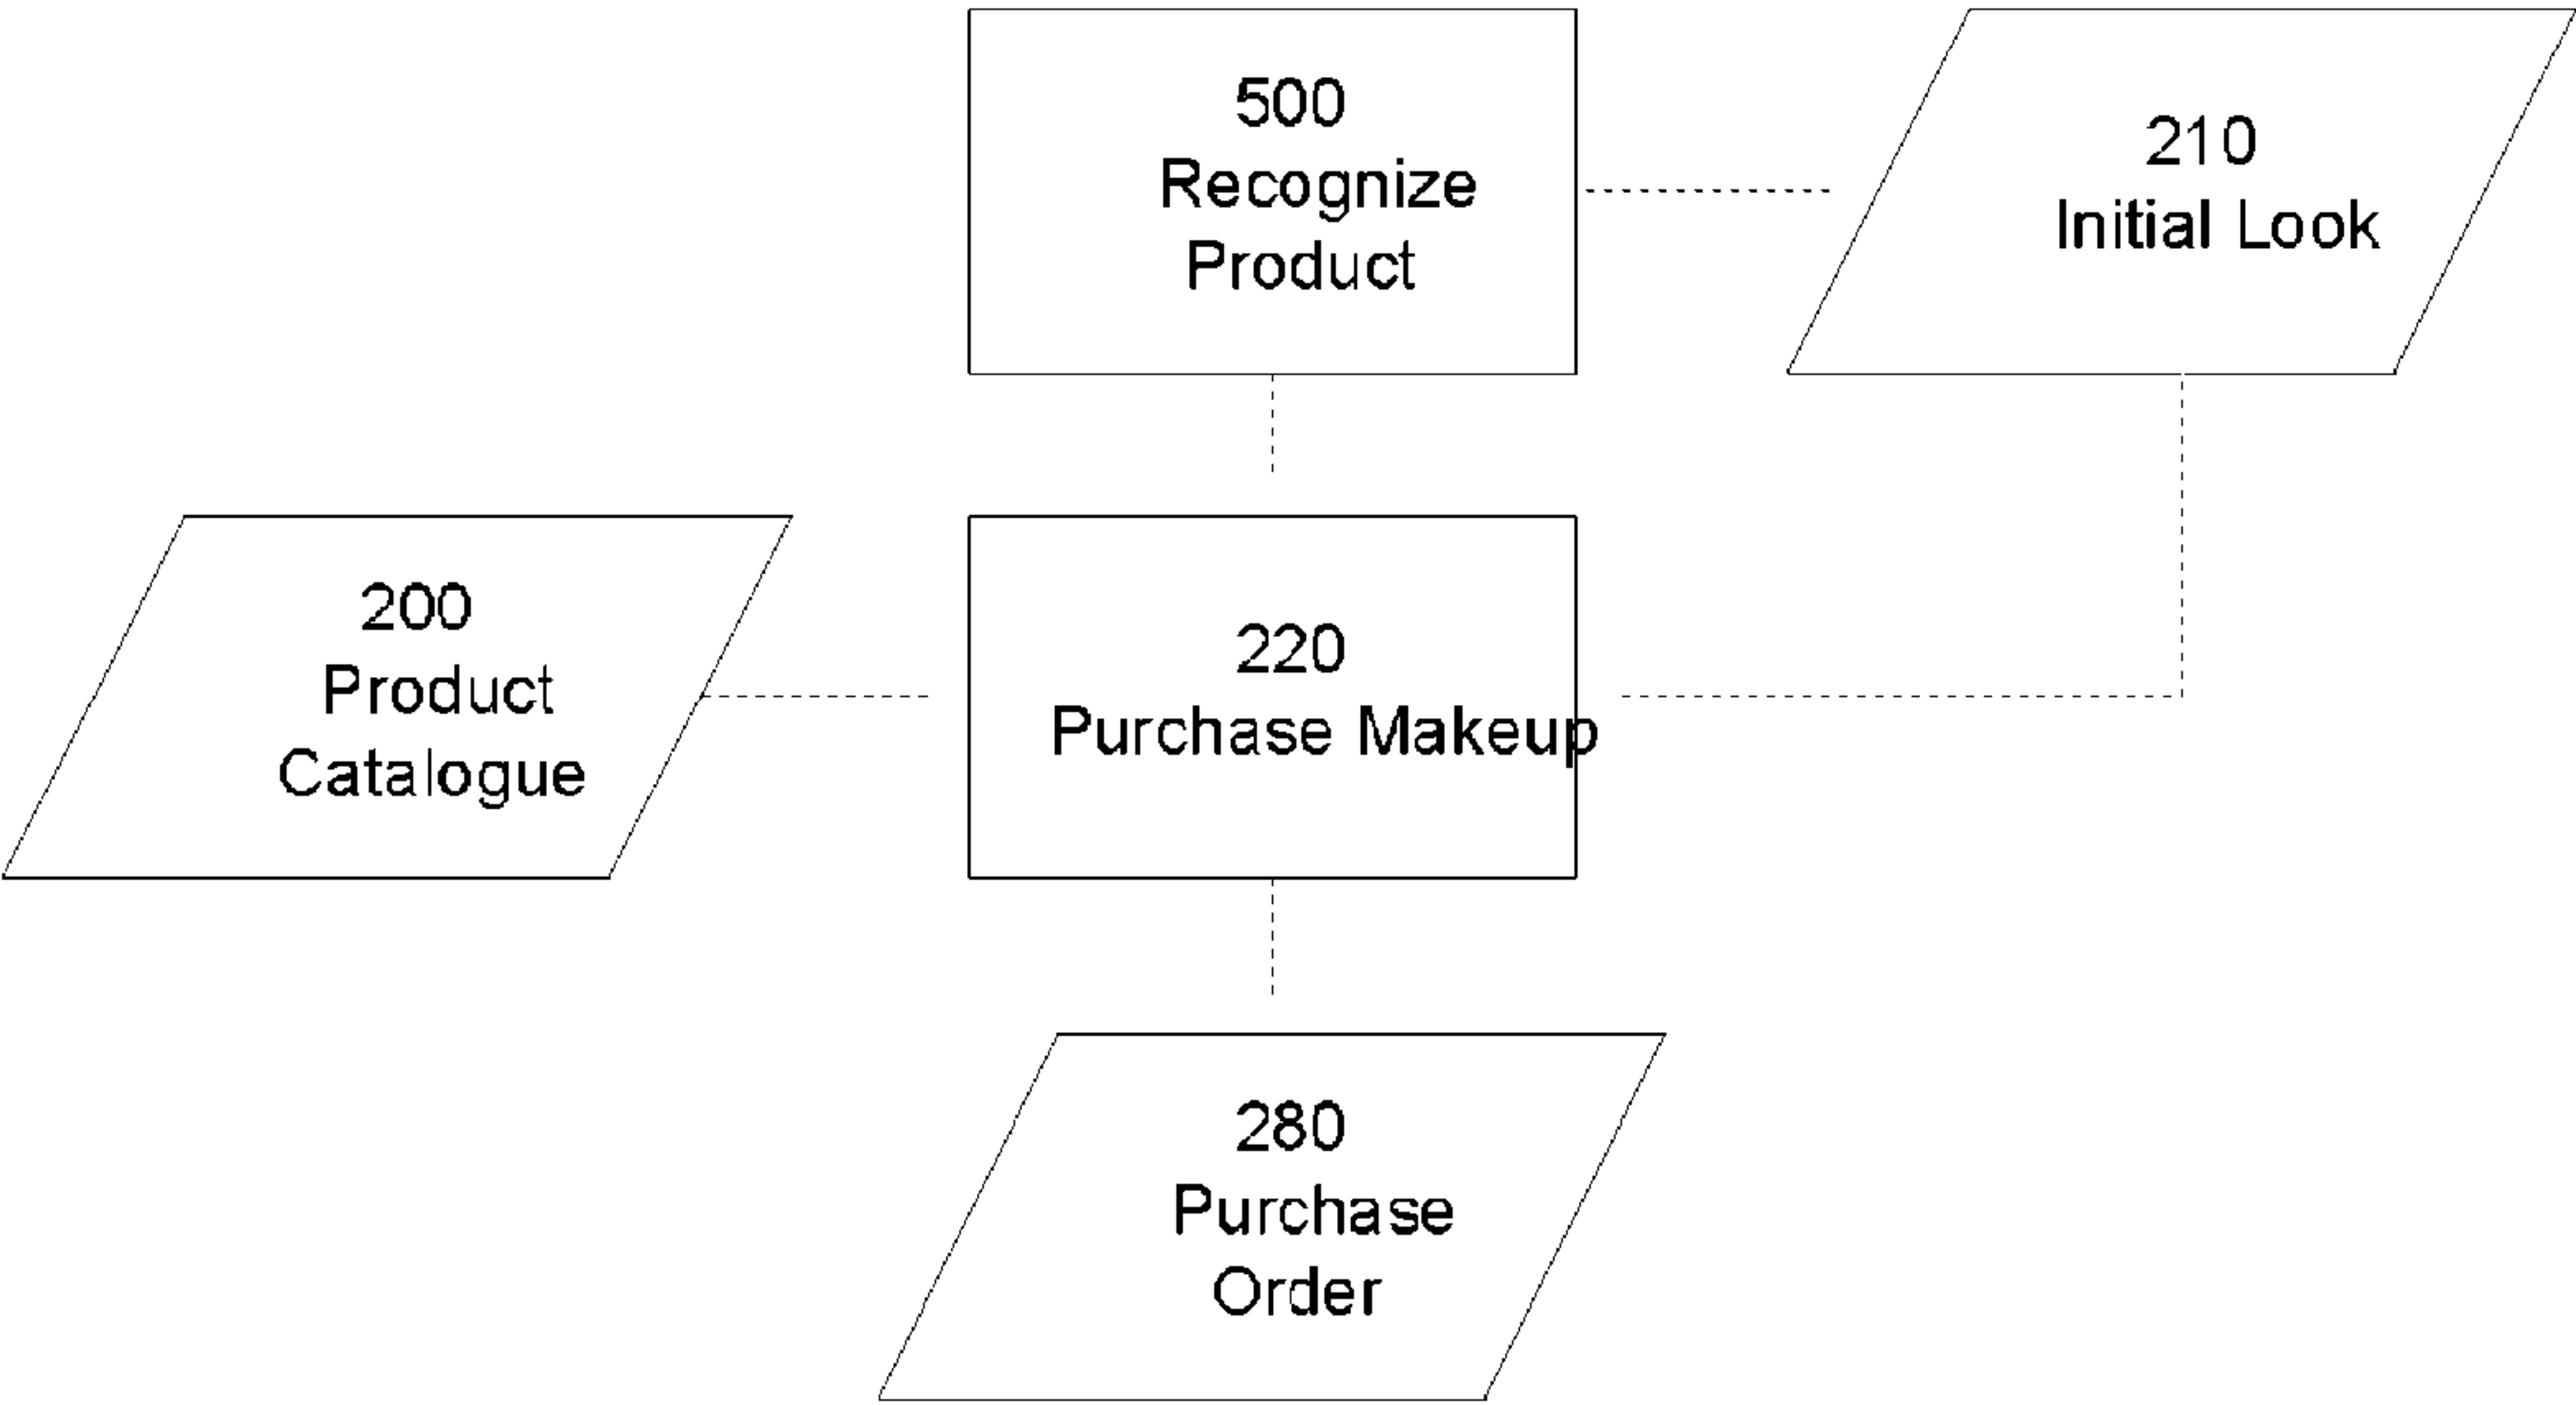 500
Recognize
Product
210
Initial Look
200
Product
Catalogue
220
Purchase Makeup
280
Purchase
Order